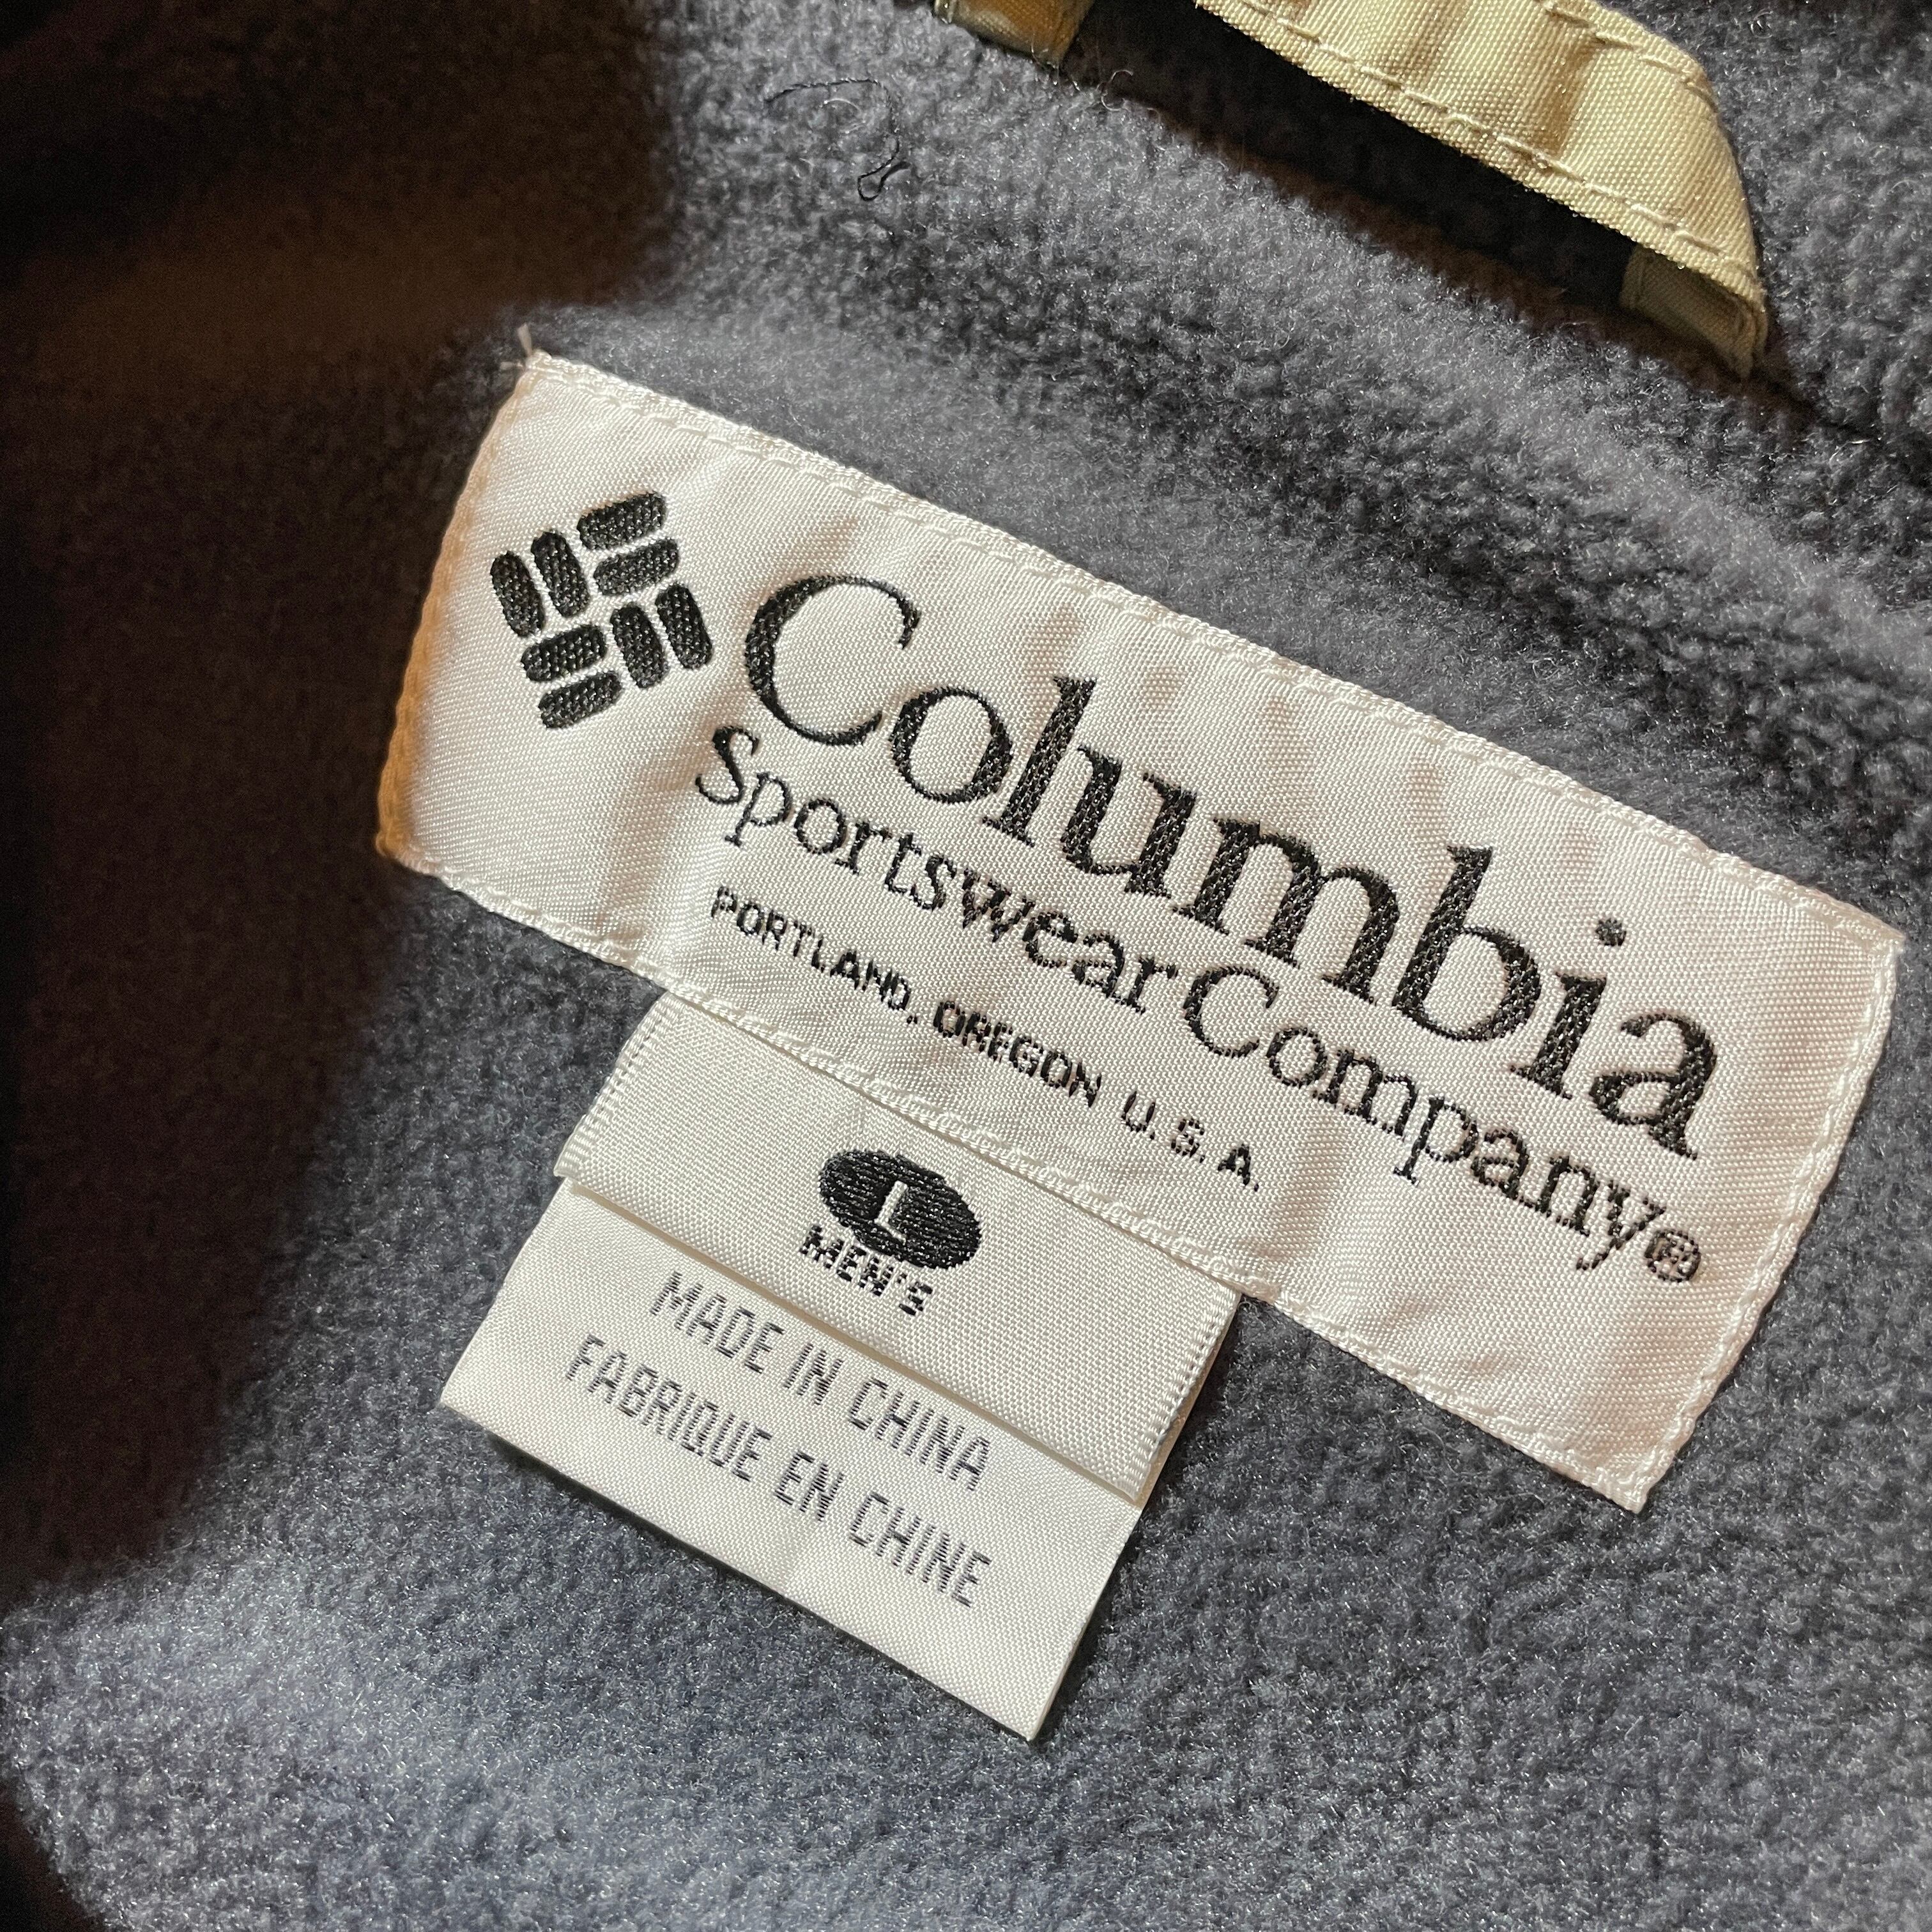 Columbia
Sportswear Company®
PORTLAND, OREGON U.S.A.
L
MEN'S
MADE IN CHINA
FABRIQUE EN CHINE